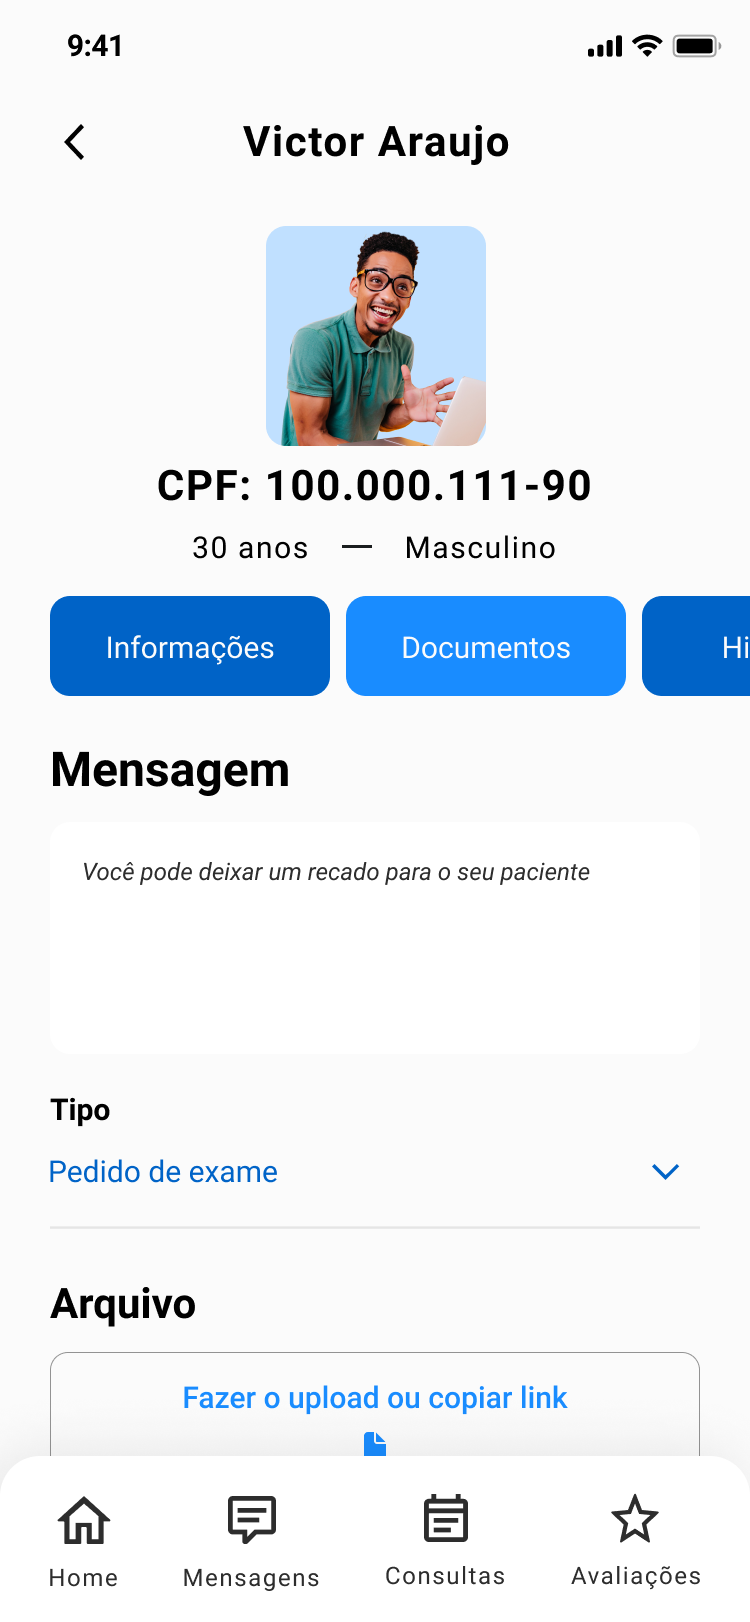 9:41
Victor Araujo
CPF: 100.000.111-90
30 anos — Masculino
Informações Documentos Hi
Mensagem
Você pode deixar um recado para o seu paciente
Tipo
Pedido de exame
Arquivo
Fazer o upload ou copiar link
Home Mensagens Consultas Avaliações